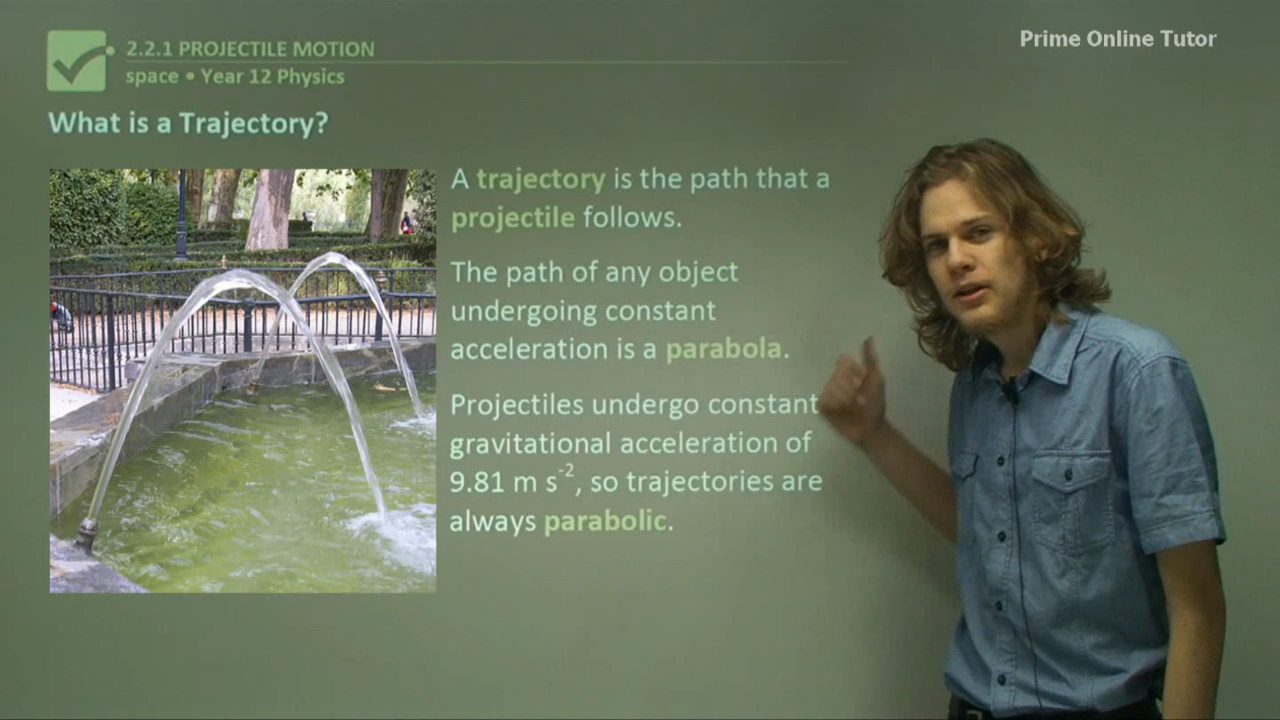 Prime Online Tutor
2.2.1 PROJECTILE MOTION
space • Year 12 Physics
What is a Trajectory?
A trajectory is the path that a
projectile follows.
The path of any object
undergoing constant
acceleration is a parabola.
Projectiles undergo constant
gravitational acceleration of
9.81 m s⁻², so trajectories are
always parabolic.